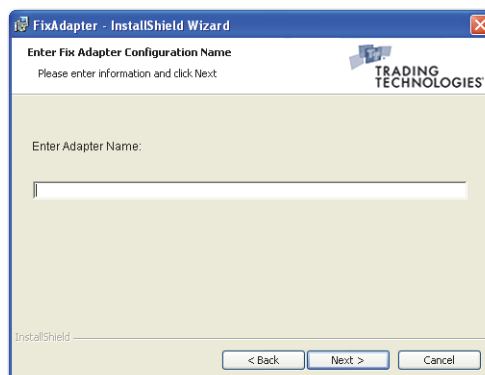 FixAdapter - InstallShield Wizard
Enter Fix Adapter Configuration Name
Please enter information and click Next
TRADING
TECHNOLOGIES
Enter Adapter Name:
InstallShield
< Back
Next >
Cancel